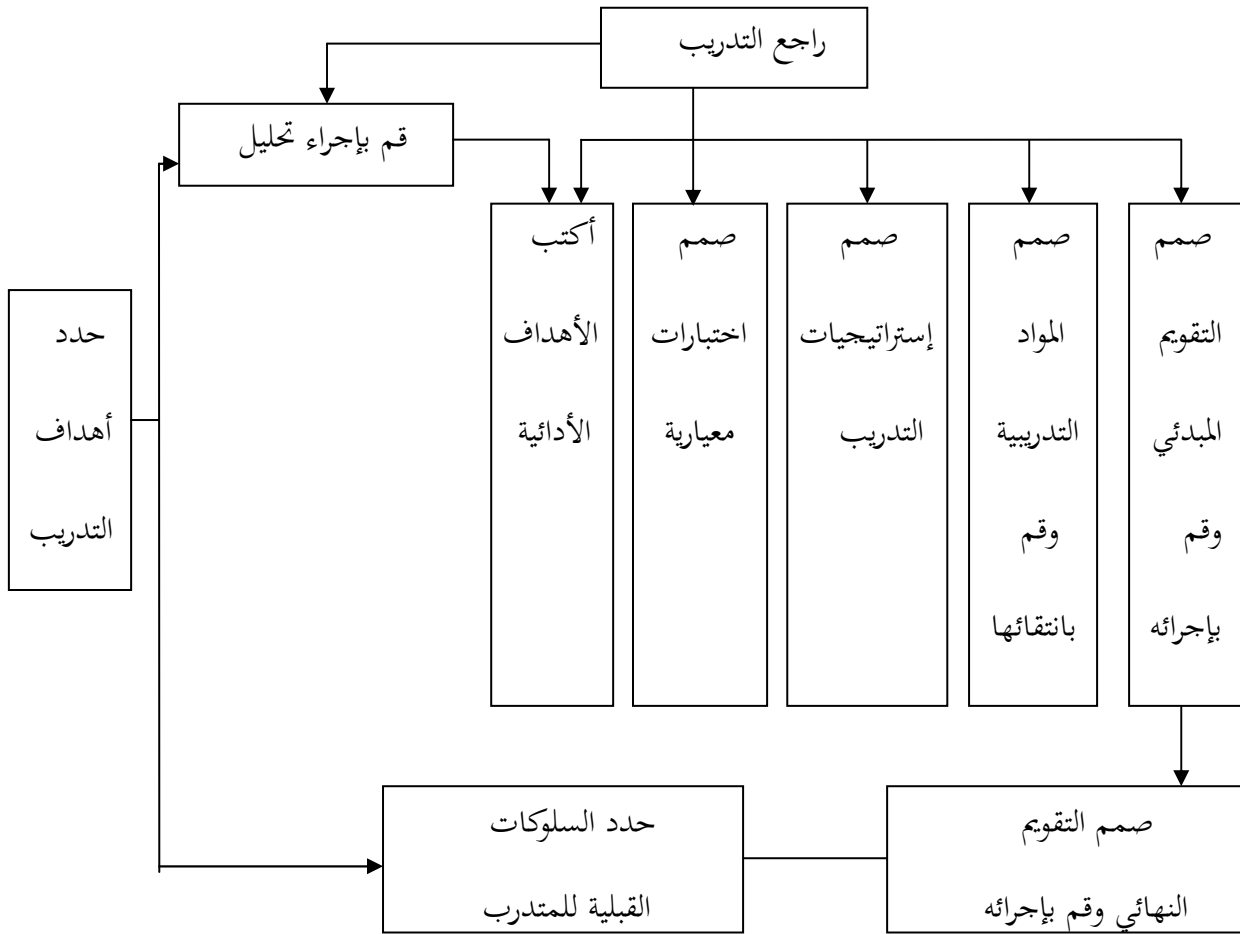 راجع التدريب
قم بإجراء تحليل
حدد
أهداف
التدريب
أكتب
الأهداف
الأدائية
صمم
اختبارات
معيارية
صمم
إستراتيجيات
التدريب
صمم
المواد
التدريبية
وقم
بانتقائها
صمم
التقويم
المبدئي
وقم
بإجرائه
حدد السلوكات
القبلية للمتدرب
صمم التقويم
النهائي وقم بإجرائه